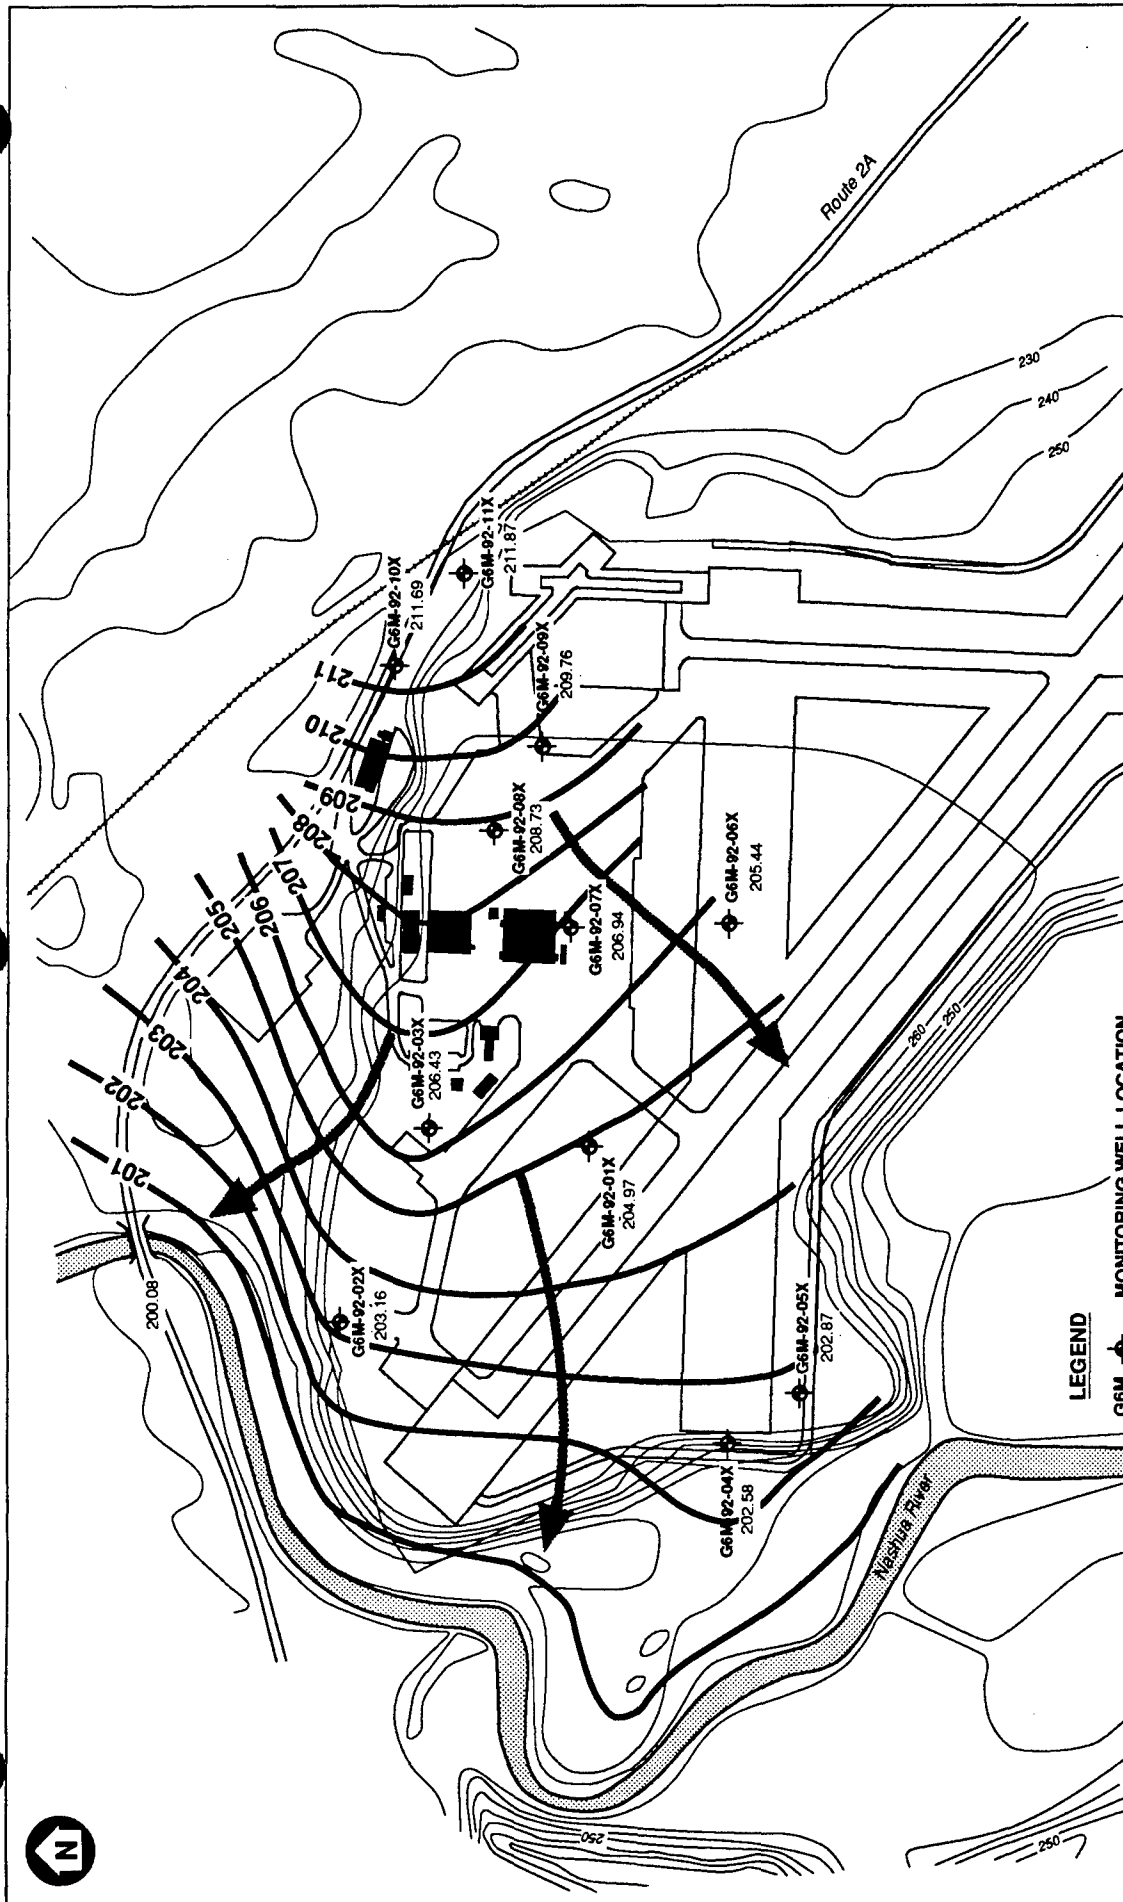 N
Route 2A
230
240
250
G6M-92-11X
211.87
G6M-92-10X
211.69
G6M-92-09X
209.76
G6M-92-08X
208.73
G6M-92-07X
206.94
G6M-92-06X
205.44
G6M-92-03X
206.43
G6M-92-01X
204.97
G6M-92-02X
203.16
G6M-92-05X
202.87
G6M-92-04X
202.58
211
210
209
208
207
206
205
204
203
202
201
200.08
260
250
Nashua River
250
250
LEGEND
G6M MONITORING WELL LOCATION